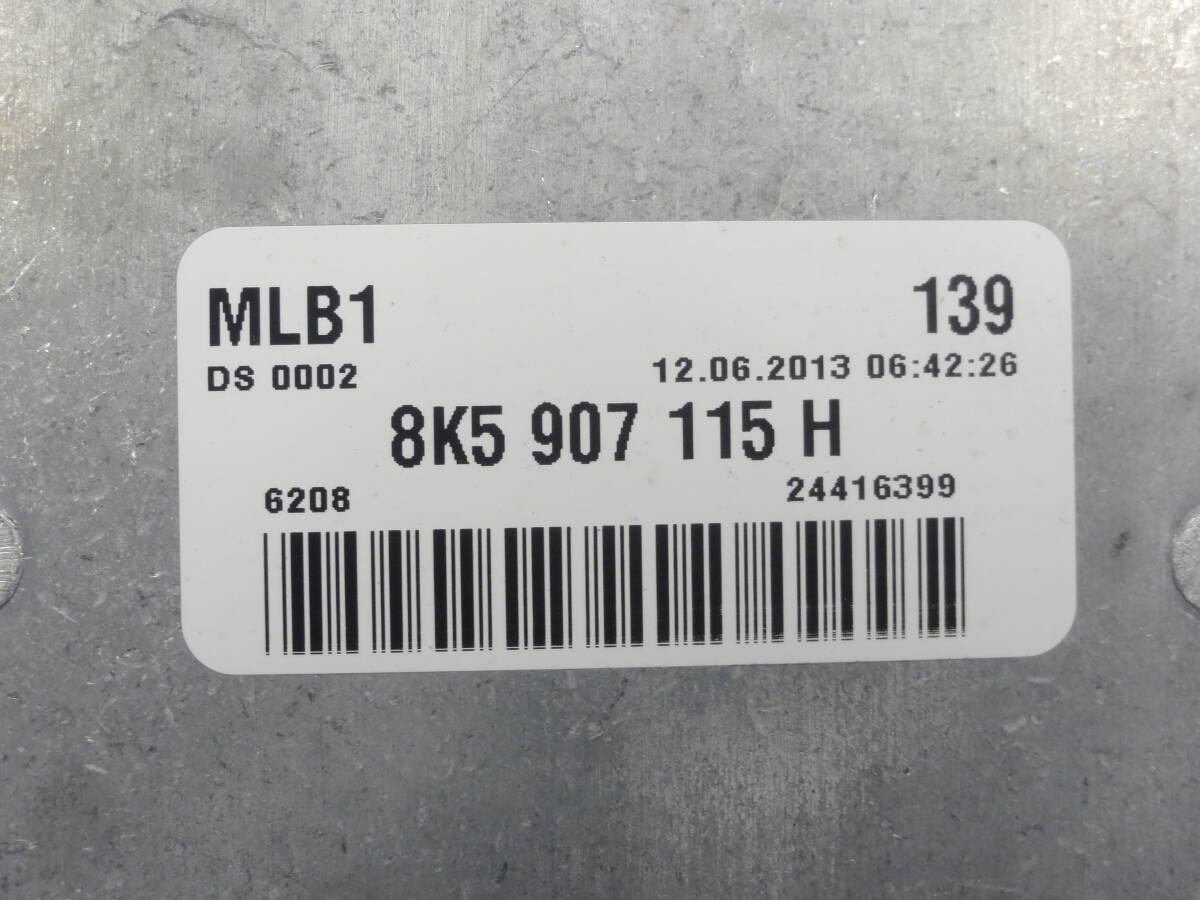 MLB1 139
DS 0002 12.06.2013 06:42:26
8K5 907 115 H
6208 24416399